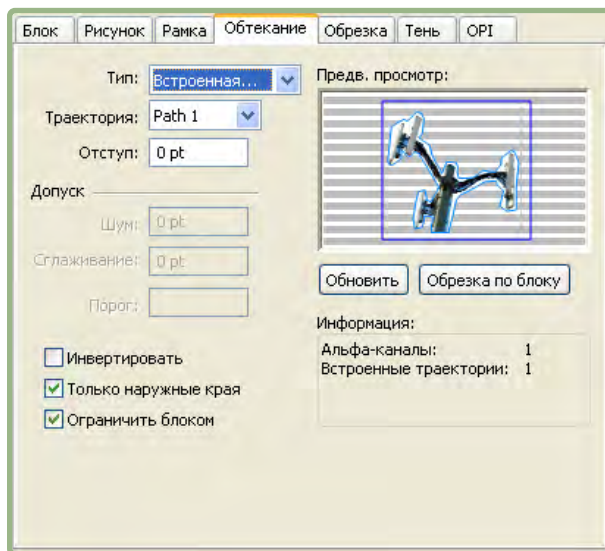 Блок Рисунок Рамка Обтекание Обрезка Тень OPI
Тип: Встроенная...
Траектория: Path 1
Отступ: 0 pt
Допуск
Шум: 0 pt
Сглаживание: 0 pt
Порог:
Инвертировать
Только наружные края
Ограничить блоком
Предв. просмотр:
Обновить Обрезка по блоку
Информация:
Альфа-каналы: 1
Встроенные траектории: 1